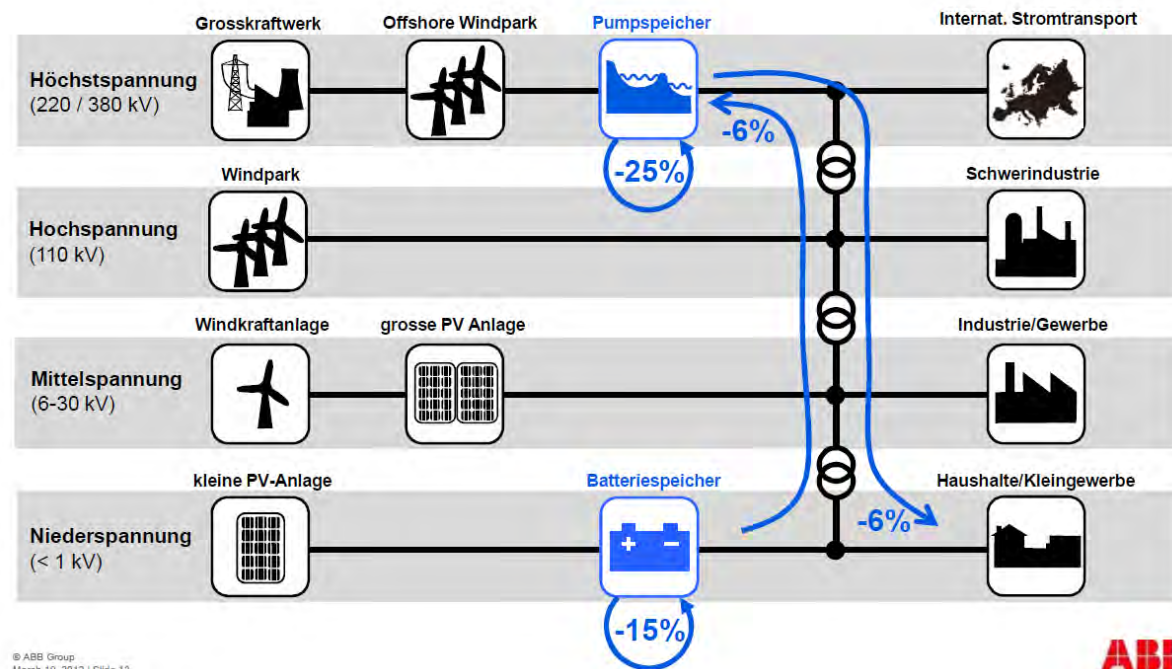 Grosskraftwerk
Offshore Windpark
Pumpspeicher
Internat. Stromtransport
Höchstspannung
(220 / 380 kV)
-6%
-25%
Windpark
Schwerindustrie
Hochspannung
(110 kV)
Windkraftanlage
grosse PV Anlage
Industrie/Gewerbe
Mittelspannung
(6-30 kV)
kleine PV-Anlage
Batteriespeicher
Haushalte/Kleingewerbe
-6%
Niederspannung
(< 1 kV)
+ −
-15%
© ABB Group
ABB